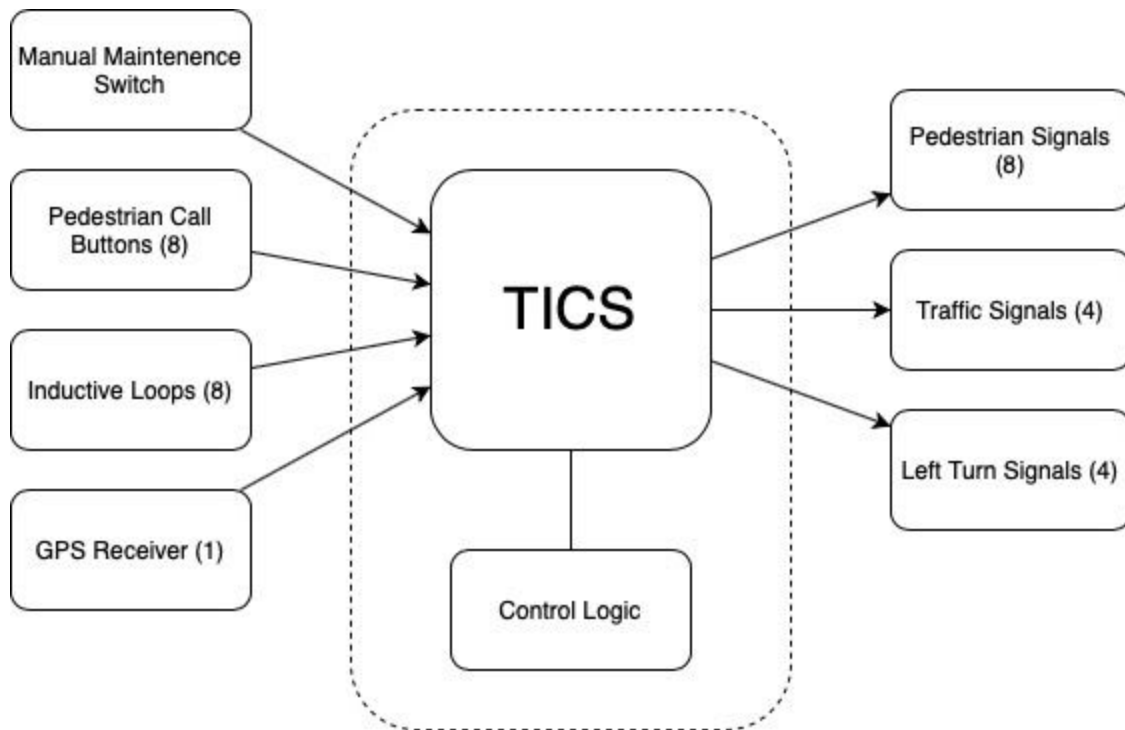 Manual Maintenence
Switch
Pedestrian Call
Buttons (8)
Inductive Loops (8)
GPS Receiver (1)
TICS
Control Logic
Pedestrian Signals
(8)
Traffic Signals (4)
Left Turn Signals (4)